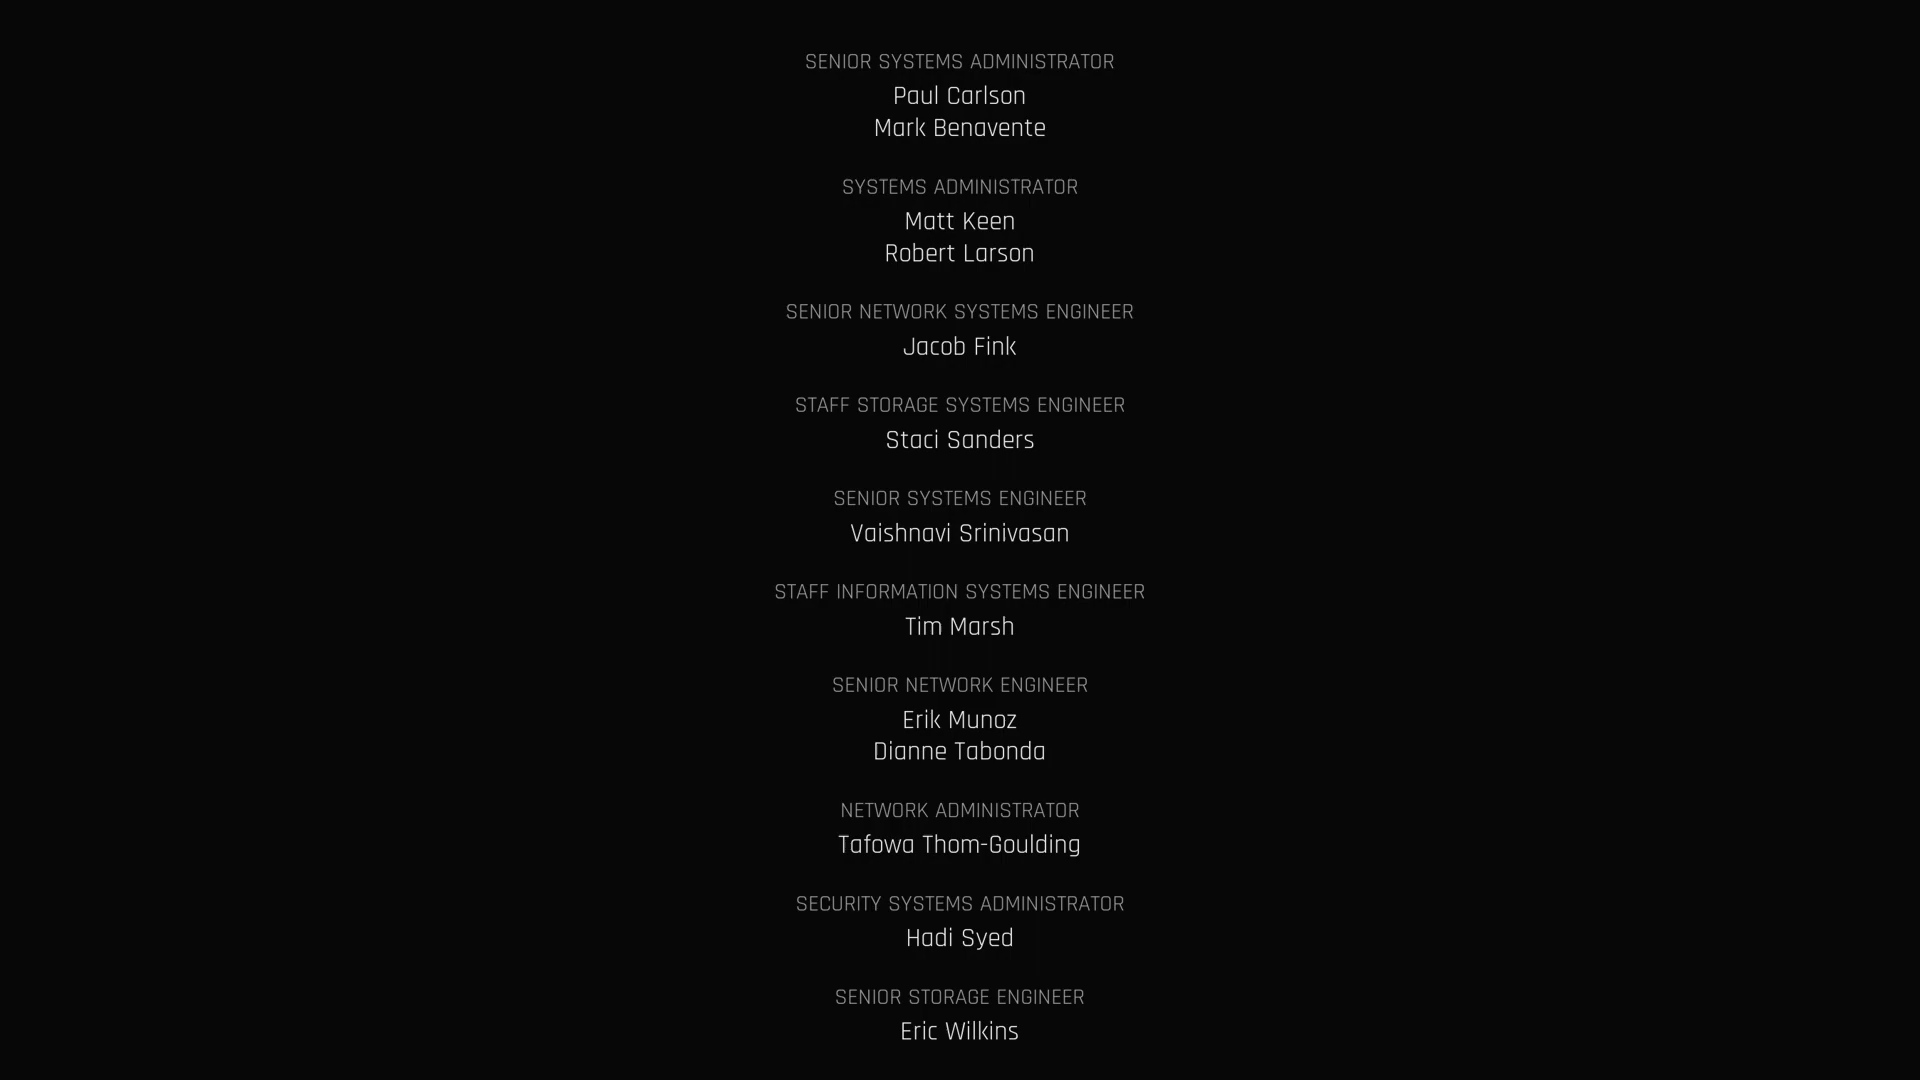 SENIOR SYSTEMS ADMINISTRATOR
Paul Carlson
Mark Benavente
SYSTEMS ADMINISTRATOR
Matt Keen
Robert Larson
SENIOR NETWORK SYSTEMS ENGINEER
Jacob Fink
STAFF STORAGE SYSTEMS ENGINEER
Staci Sanders
SENIOR SYSTEMS ENGINEER
Vaishnavi Srinivasan
STAFF INFORMATION SYSTEMS ENGINEER
Tim Marsh
SENIOR NETWORK ENGINEER
Erik Munoz
Dianne Tabonda
NETWORK ADMINISTRATOR
Tafowa Thom-Goulding
SECURITY SYSTEMS ADMINISTRATOR
Hadi Syed
SENIOR STORAGE ENGINEER
Eric Wilkins